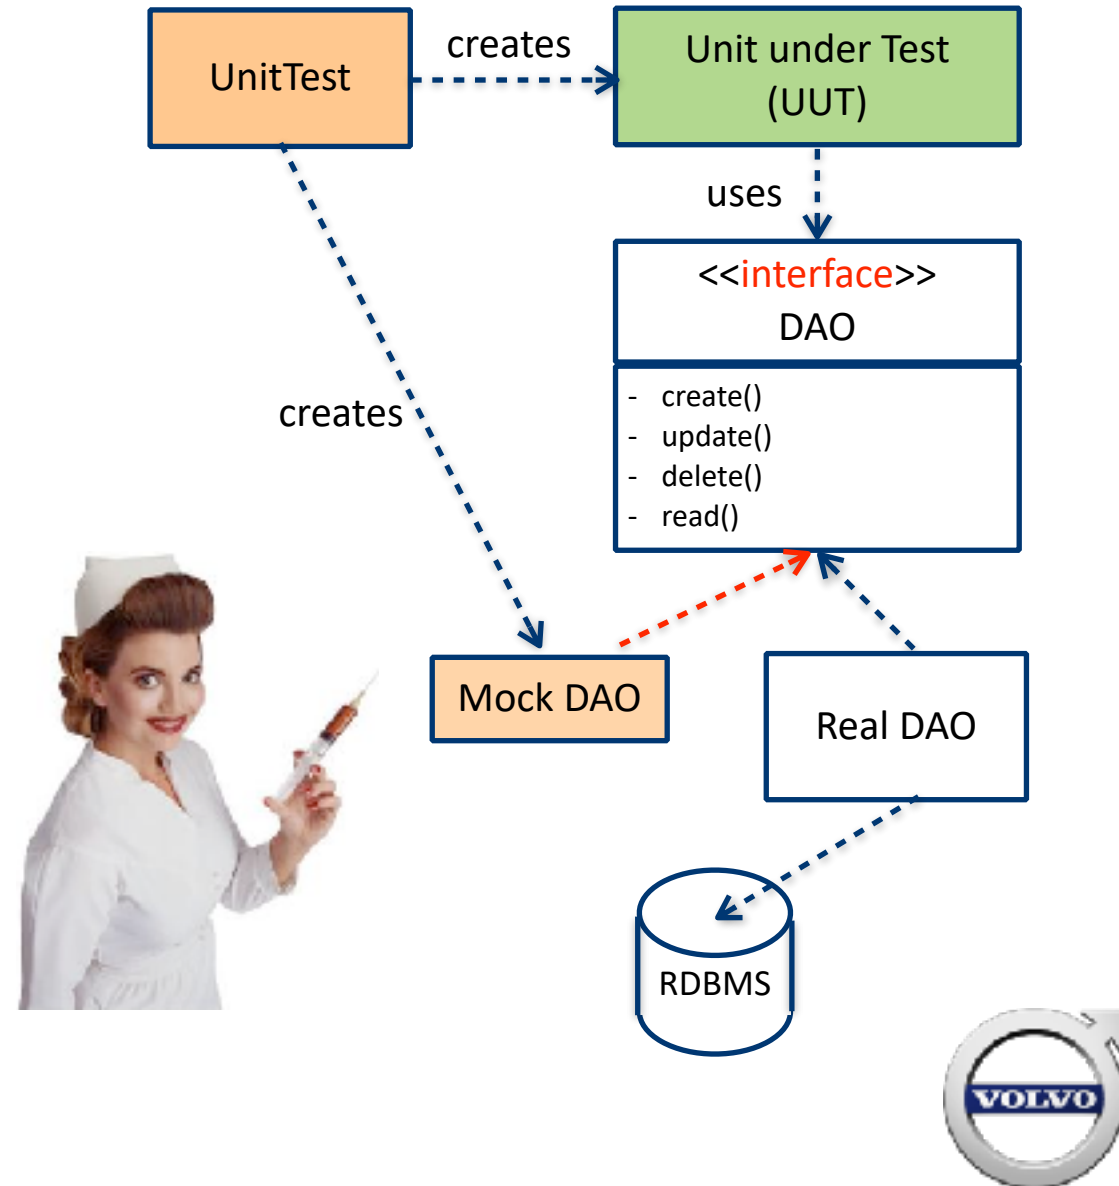 UnitTest
creates
Unit under Test
(UUT)
uses
<<interface>>
DAO
- create()
- update()
- delete()
- read()
creates
Mock DAO
Real DAO
RDBMS
VOLVO